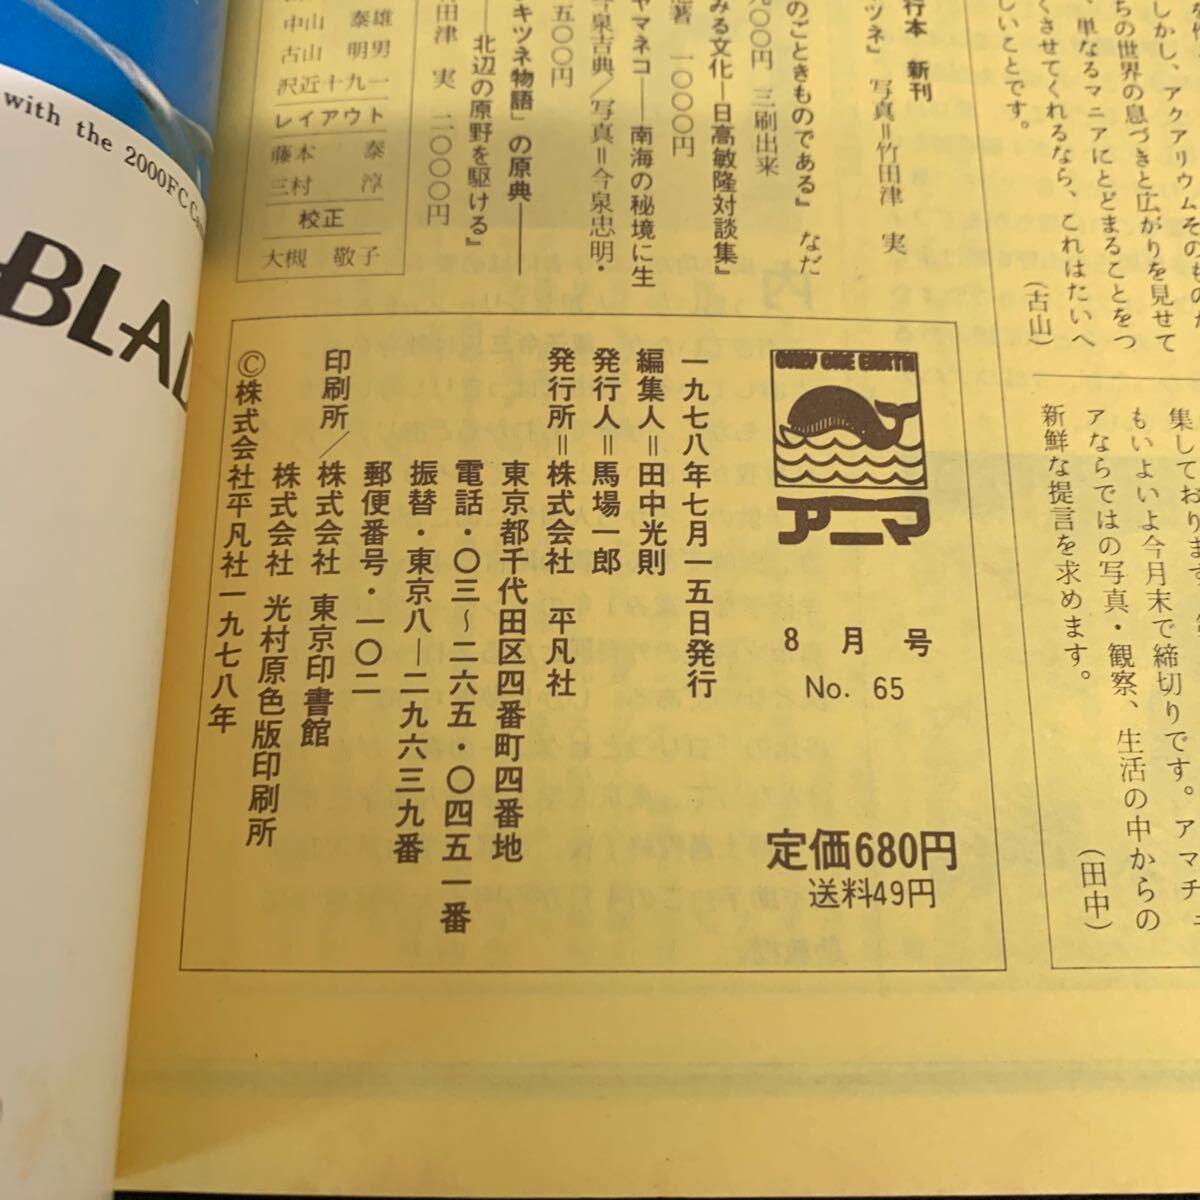 行本 新刊
ツネ』 写真＝竹田津 実
のごときものである』 なだ
〇〇円 三刷出来
みる文化―日高敏隆対談集』
著 一〇〇〇円
ヤマネコ――南海の秘境に生
今泉吉典／写真＝今泉忠明・
五〇〇円
キツネ物語」の原典――
北辺の原野を駆ける』
田津 実 二〇〇〇円
しかし、アクアリウムそのものた
ちの世界の息づきと広がりを見せて
くさせてくれるなら、これはたいへ
、単なるマニアにとどまることをつ
しいことです。
(古山)
中山 泰雄
古山 明男
沢近十九一
レイアウト
藤本 泰
三村 淳
校正
大槻 敬子
with the 2000FC Ca
BLA
ONLY ONE EARTH
アニマ
8月号
No. 65
定価680円
送料49円
一九七八年七月一五日発行
編集人＝田中光則
発行人＝馬場一郎
発行所＝株式会社 平凡社
東京都千代田区四番町四番地
電話・〇三〜二六五・〇四五一番
振替・東京八―二九六三九番
郵便番号・一〇二
印刷所／株式会社 東京印書館
株式会社 光村原色版印刷所
©株式会社平凡社一九七八年
集しております
もいよいよ今月末で締切りです。アマチュ
アならではの写真・観察、生活の中からの
新鮮な提言を求めます。
(田中)